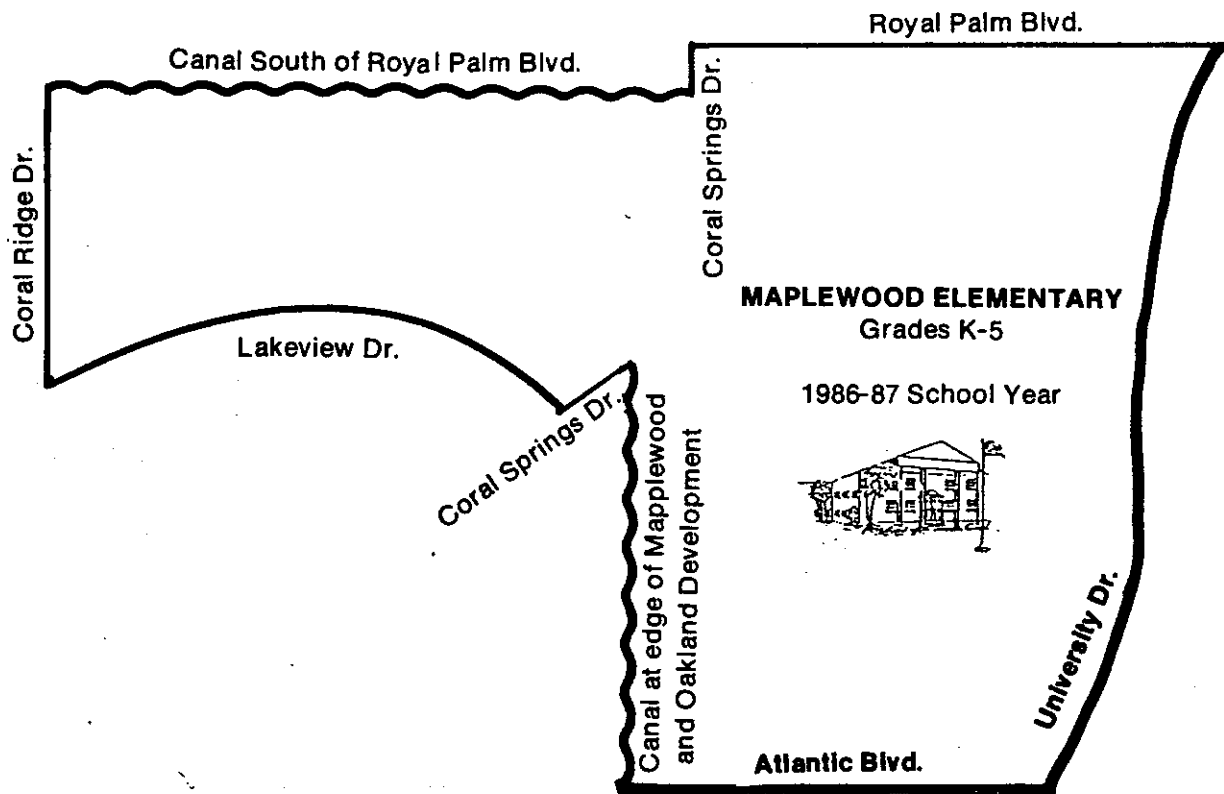 Royal Palm Blvd.
Canal South of Royal Palm Blvd.
Coral Springs Dr.
Coral Ridge Dr.
MAPLEWOOD ELEMENTARY
Grades K-5
Lakeview Dr.
1986-87 School Year
Coral Springs Dr.
Canal at edge of Mapplewood
and Oakland Development
University Dr.
Atlantic Blvd.